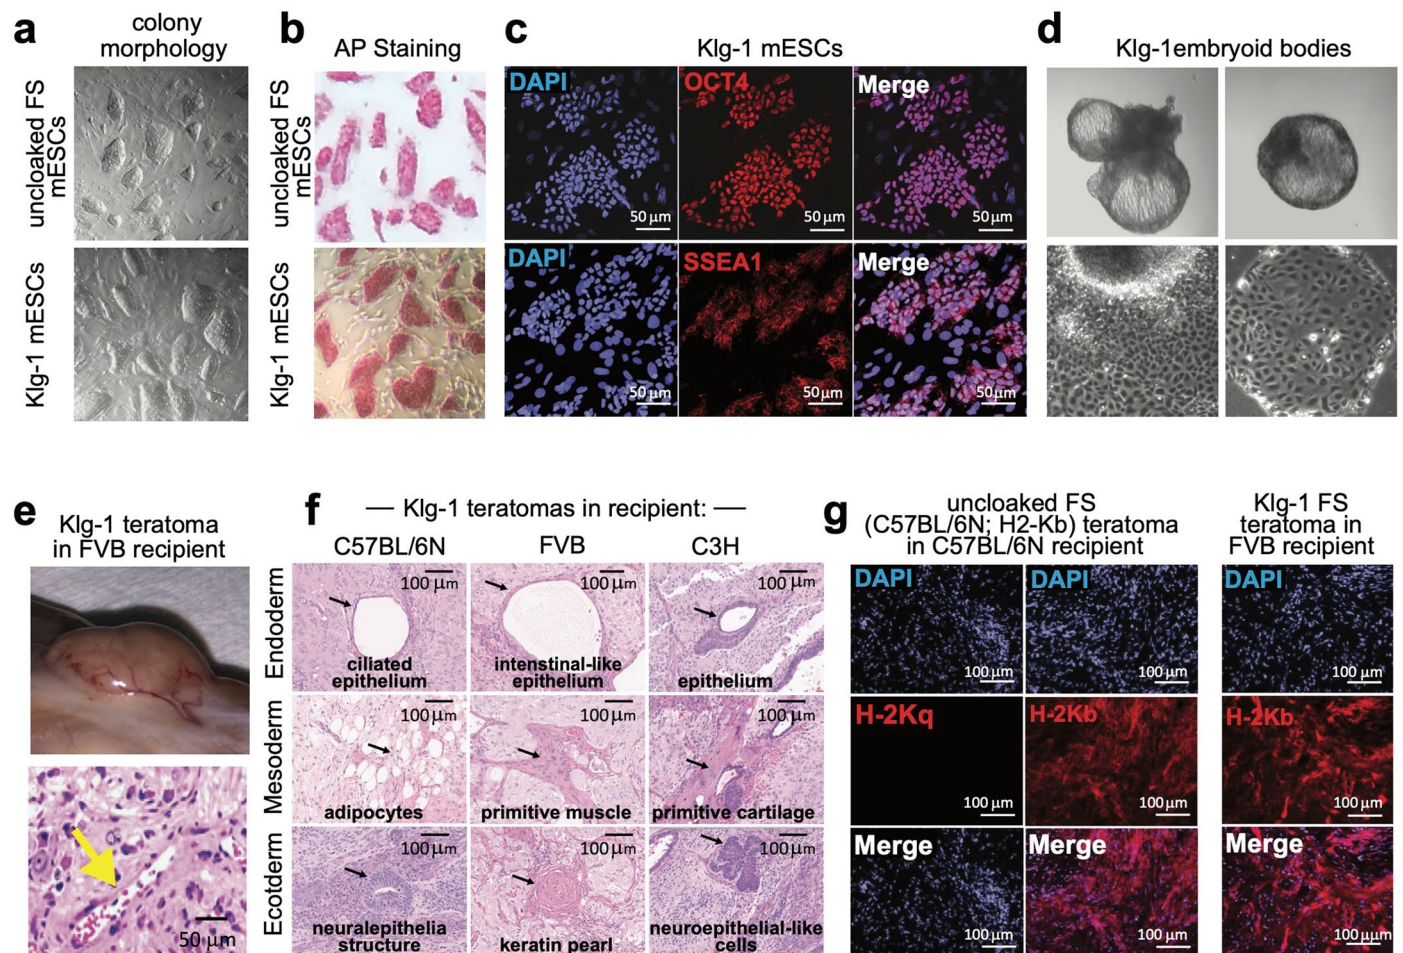 a
colony
morphology
uncloaked FS
mESCs
Klg-1 mESCs
b
AP Staining
uncloaked FS
mESCs
Klg-1 mESCs
c
Klg-1 mESCs
DAPI
OCT4
Merge
50 μm
50 μm
50 μm
DAPI
SSEA1
Merge
50 μm
50 μm
50 μm
d
Klg-1embryoid bodies
e
Klg-1 teratoma
in FVB recipient
50 μm
f
Klg-1 teratomas in recipient:
C57BL/6N
FVB
C3H
Endoderm
100 μm
100 μm
100 μm
ciliated
epithelium
intenstinal-like
epithelium
epithelium
Mesoderm
100 μm
100 μm
100 μm
adipocytes
primitive muscle
primitive cartilage
Ecotderm
100 μm
100 μm
100 μm
neuralepithelia
structure
keratin pearl
neuroepithelial-like
cells
g
uncloaked FS
(C57BL/6N; H2-Kb) teratoma
in C57BL/6N recipient
Klg-1 FS
teratoma in
FVB recipient
DAPI
DAPI
DAPI
100 μm
100 μm
100 μm
H-2Kq
H-2Kb
H-2Kb
100 μm
100 μm
100 μm
Merge
Merge
Merge
100 μm
100 μm
100 μμm